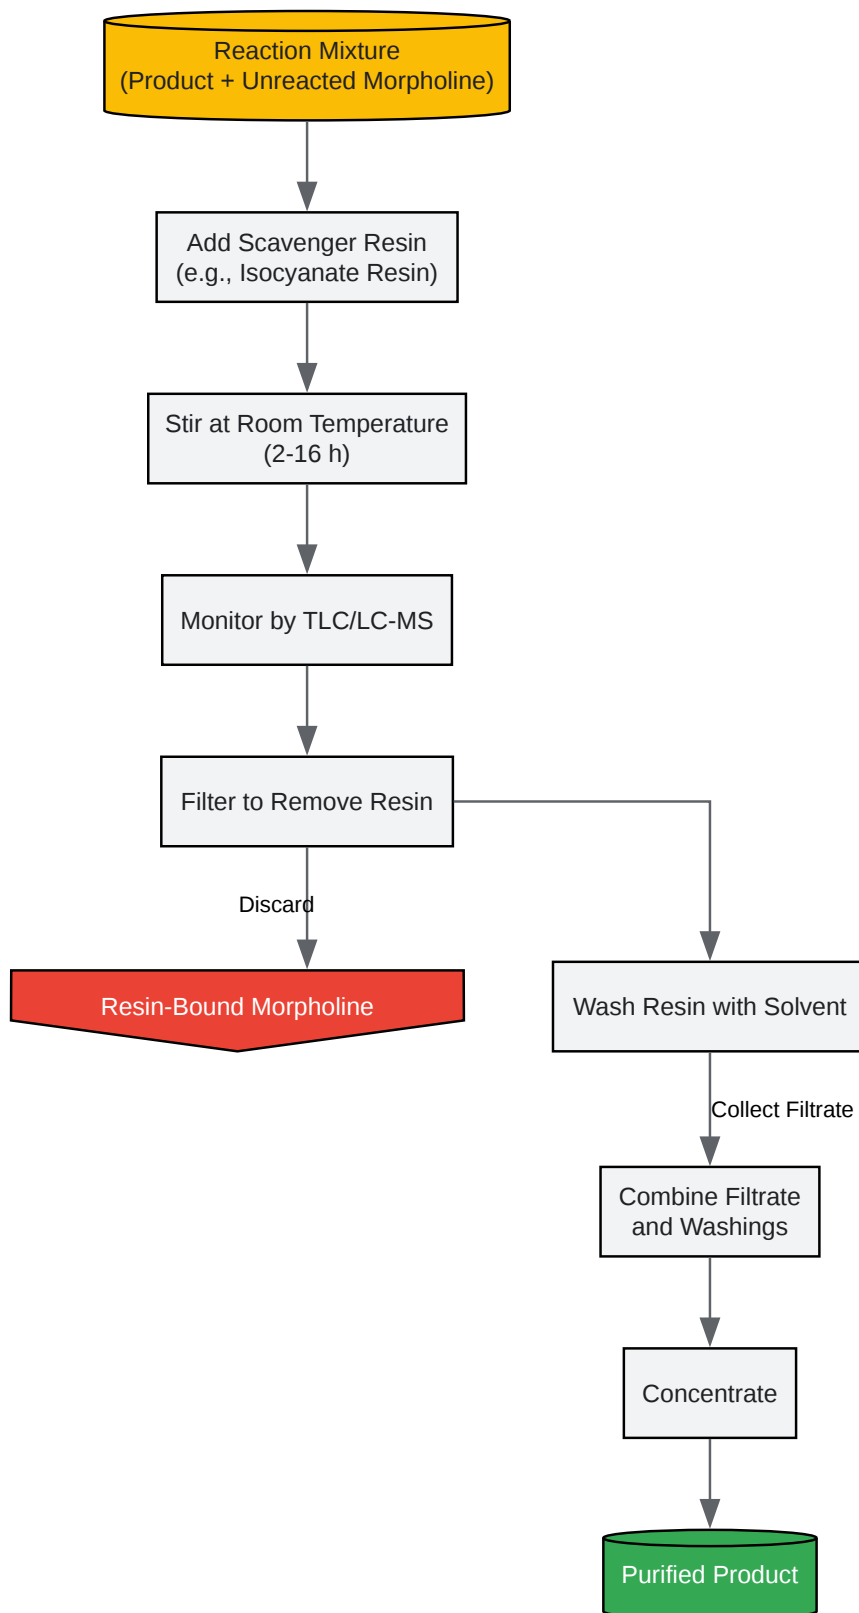 Reaction Mixture
(Product + Unreacted Morpholine)
Add Scavenger Resin
(e.g., Isocyanate Resin)
Stir at Room Temperature
(2-16 h)
Monitor by TLC/LC-MS
Filter to Remove Resin
Discard
Resin-Bound Morpholine
Wash Resin with Solvent
Collect Filtrate
Combine Filtrate
and Washings
Concentrate
Purified Product